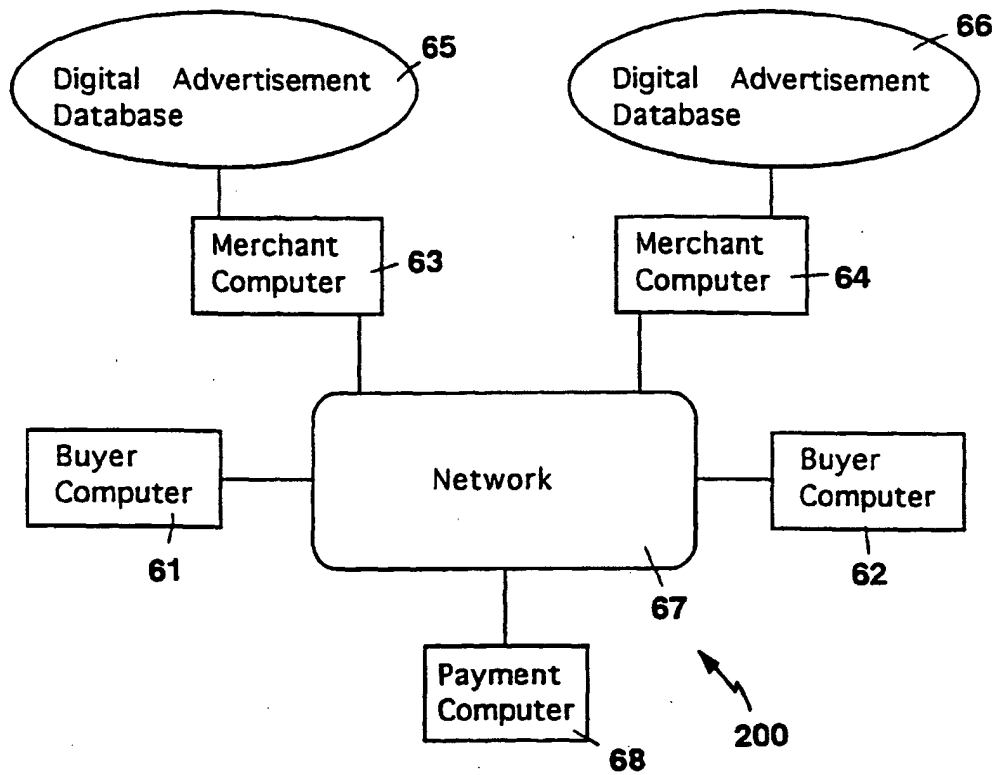 65
Digital Advertisement
Database
66
Digital Advertisement
Database
Merchant
Computer
63
Merchant
Computer
64
Buyer
Computer
61
Network
67
Buyer
Computer
62
Payment
Computer
68
200